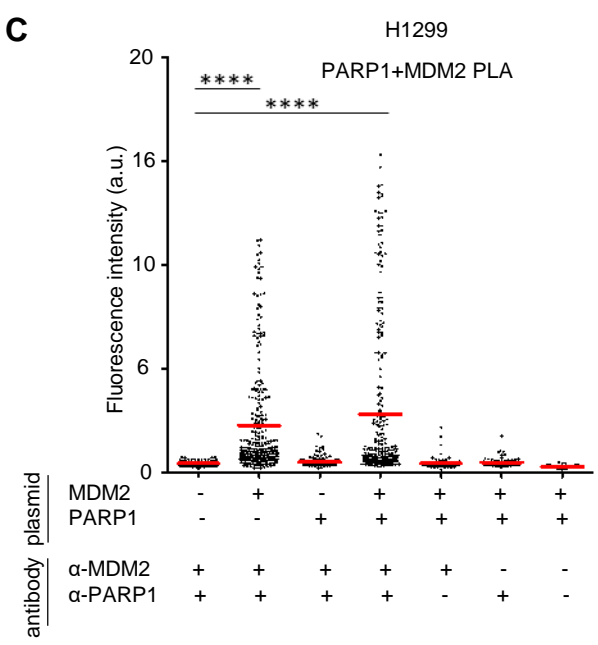 C
H1299
PARP1+MDM2 PLA
****
****
Fluorescence intensity (a.u.)
20
16
10
6
0
plasmid
MDM2 - + - + + + +
PARP1 - - + + + + +
antibody
α-MDM2 + + + + + - -
α-PARP1 + + + + - + -